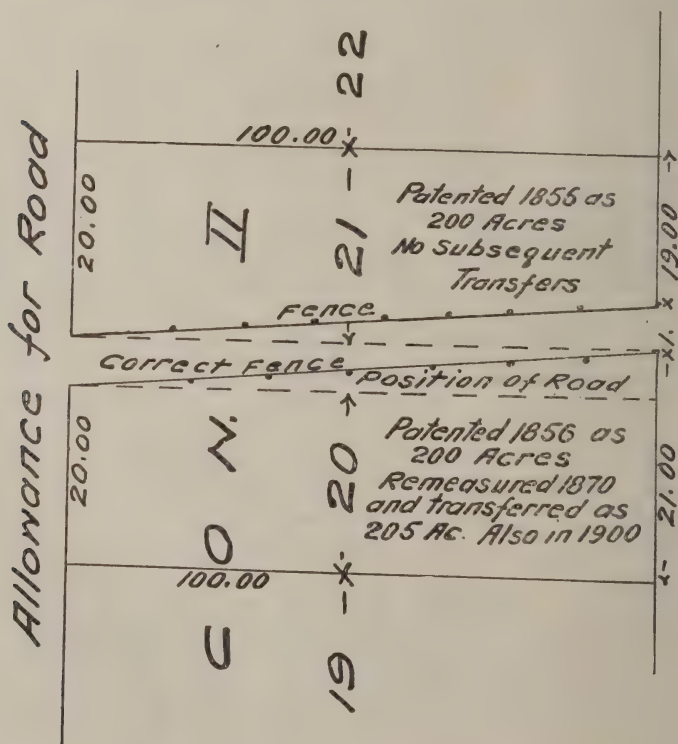 Allowance for Road
22
100.00
20.00
II
21
Patented 1855 as
200 Acres
No Subsequent
Transfers
19.00
Fence
1.
Correct Fence
Position of Road
20.00
CON.
20
Patented 1856 as
200 Acres
Remeasured 1870
and transferred as
205 Ac. Also in 1900
21.00
100.00
19